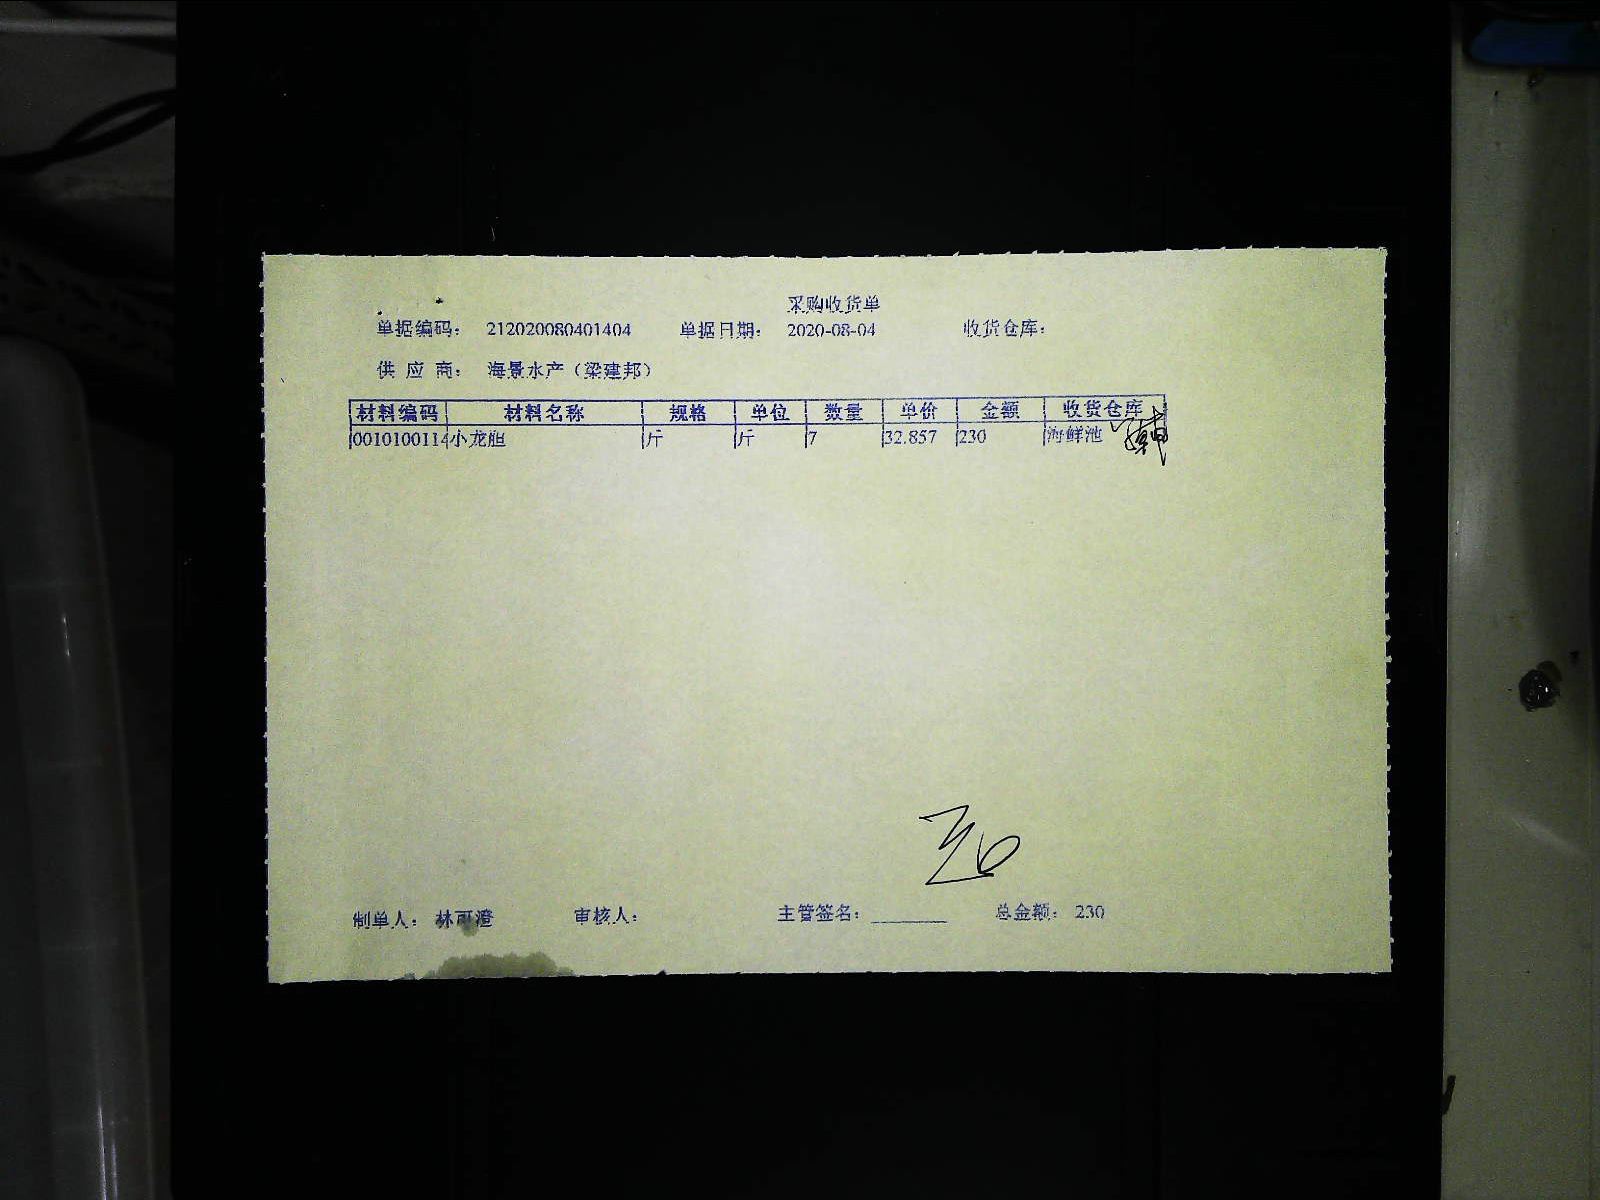 采购收货单
单据编码: 212020080401404 单据日期: 2020-08-04 收货仓库:
供 应 商: 海景水产（梁建邦）
材料编码 材料名称 规格 单位 数量 单价 金额 收货仓库
0010100114 小龙胆 斤 斤 7 32.857 230 海鲜池
制单人: 林可澄 审核人: 主管签名: ________ 总金额: 230